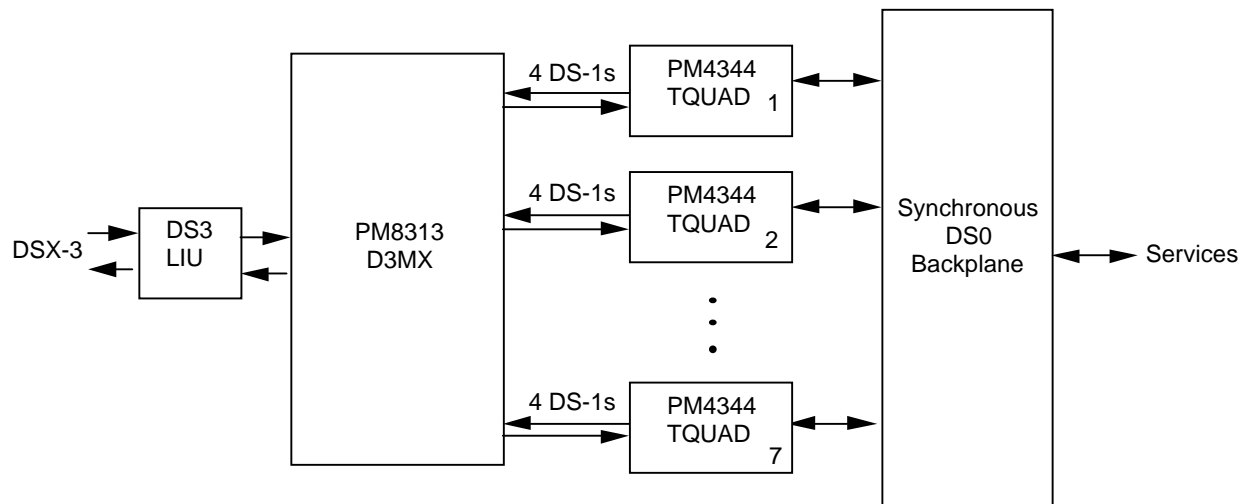 DSX-3
DS3
LIU
PM8313
D3MX
4 DS-1s
PM4344
TQUAD
1
4 DS-1s
PM4344
TQUAD
2
4 DS-1s
PM4344
TQUAD
7
Synchronous
DS0
Backplane
Services